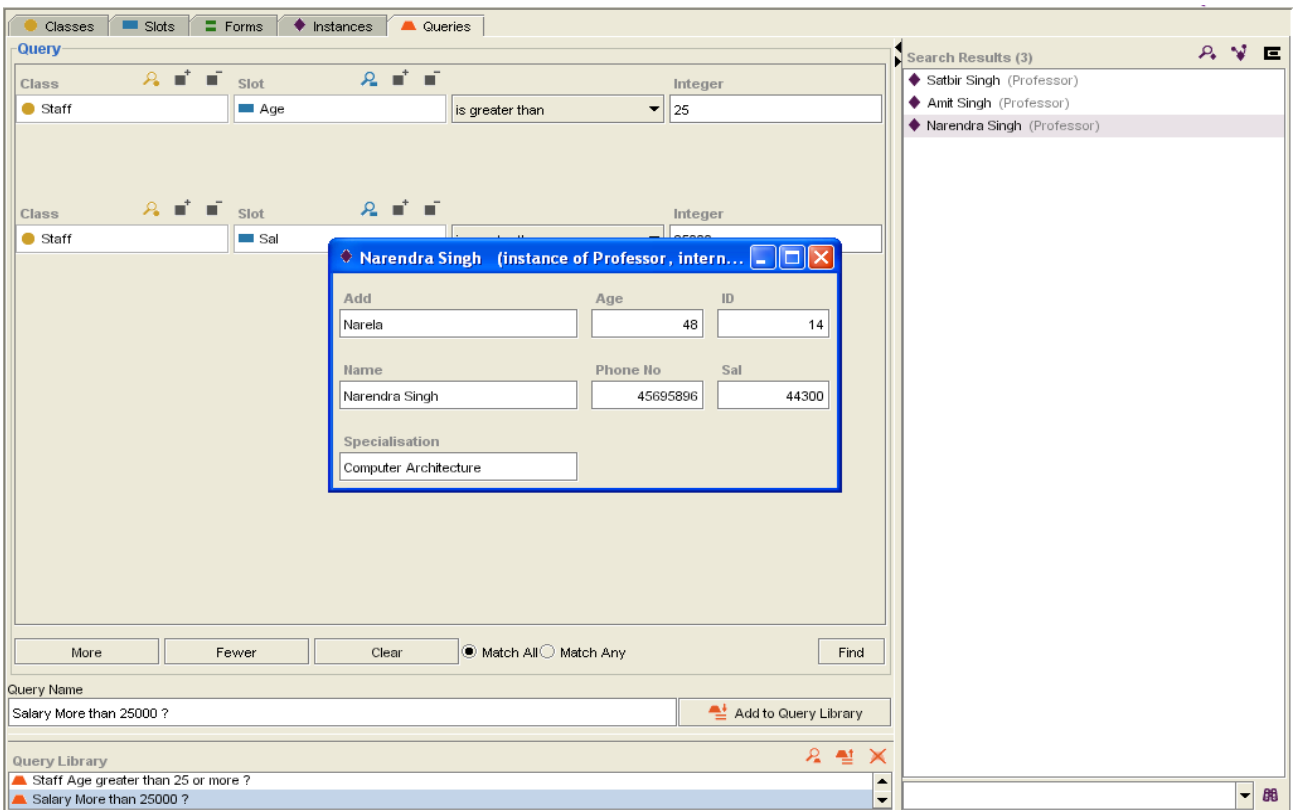 Classes Slots Forms Instances Queries
Query
Class Slot Integer
Staff Age is greater than 25
Class Slot Integer
Staff Sal
Narendra Singh (instance of Professor, intern...
Add Age ID
Narela 48 14
Name Phone No Sal
Narendra Singh 45695896 44300
Specialisation
Computer Architecture
More Fewer Clear Match All Match Any Find
Query Name
Salary More than 25000 ? Add to Query Library
Query Library
Staff Age greater than 25 or more ?
Salary More than 25000 ?
Search Results (3)
Satbir Singh (Professor)
Amit Singh (Professor)
Narendra Singh (Professor)